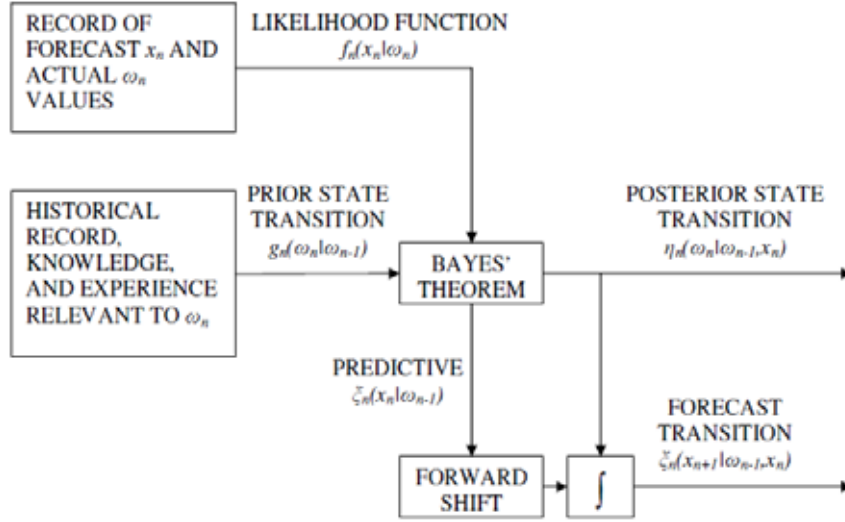 RECORD OF
FORECAST xₙ AND
ACTUAL ωₙ
VALUES
LIKELIHOOD FUNCTION
fₙ(xₙ|ωₙ)
HISTORICAL
RECORD,
KNOWLEDGE,
AND EXPERIENCE
RELEVANT TO ωₙ
PRIOR STATE
TRANSITION
gₙ(ωₙ|ωₙ₋₁)
BAYES'
THEOREM
POSTERIOR STATE
TRANSITION
ηₙ(ωₙ|ωₙ₋₁,xₙ)
PREDICTIVE
ξₙ(xₙ|ωₙ₋₁)
FORWARD
SHIFT
∫
FORECAST
TRANSITION
ξₙ(xₙ₊₁|ωₙ₋₁,xₙ)